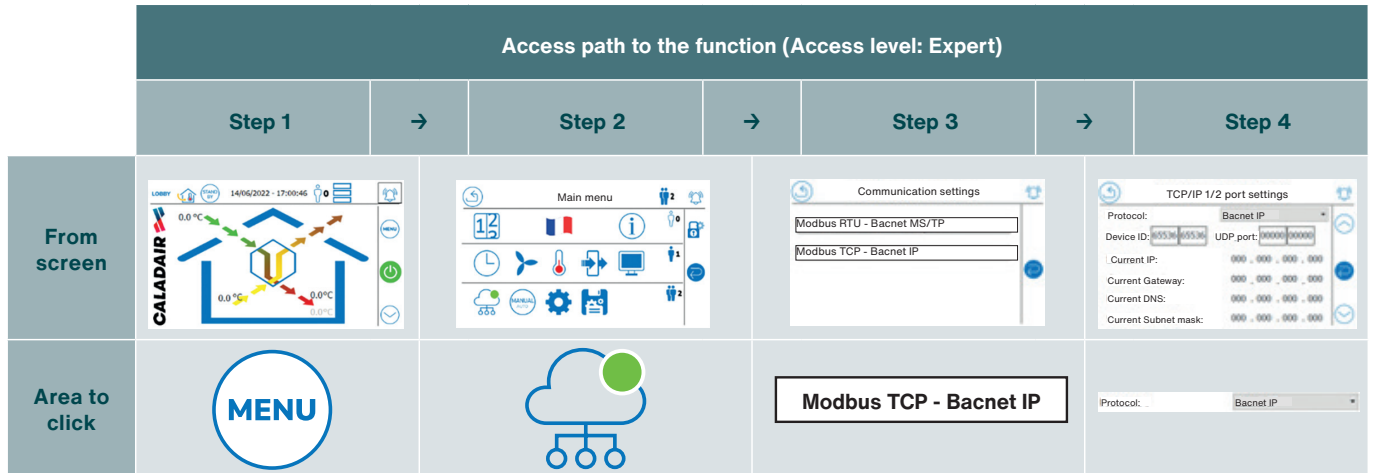 Access path to the function (Access level: Expert)
Step 1 → Step 2 → Step 3 → Step 4
From
screen
LOBBY STAND BY 14/06/2022 - 17:00:46 0
MENU
0.0 °C
0.0 °C
0.0°C
0.0°C
CALADAIR
Main menu 2
12
12
i
0
1
MANUAL
AUTO
2
Communication settings
Modbus RTU - Bacnet MS/TP
Modbus TCP - Bacnet IP
TCP/IP 1/2 port settings
Protocol: Bacnet IP
Device ID: 65536 65536 UDP port: 00000 00000
Current IP: 000 . 000 . 000 . 000
Current Gateway: 000 . 000 . 000 . 000
Current DNS: 000 . 000 . 000 . 000
Current Subnet mask: 000 . 000 . 000 . 000
Area to
click
MENU
Modbus TCP - Bacnet IP
Protocol: Bacnet IP